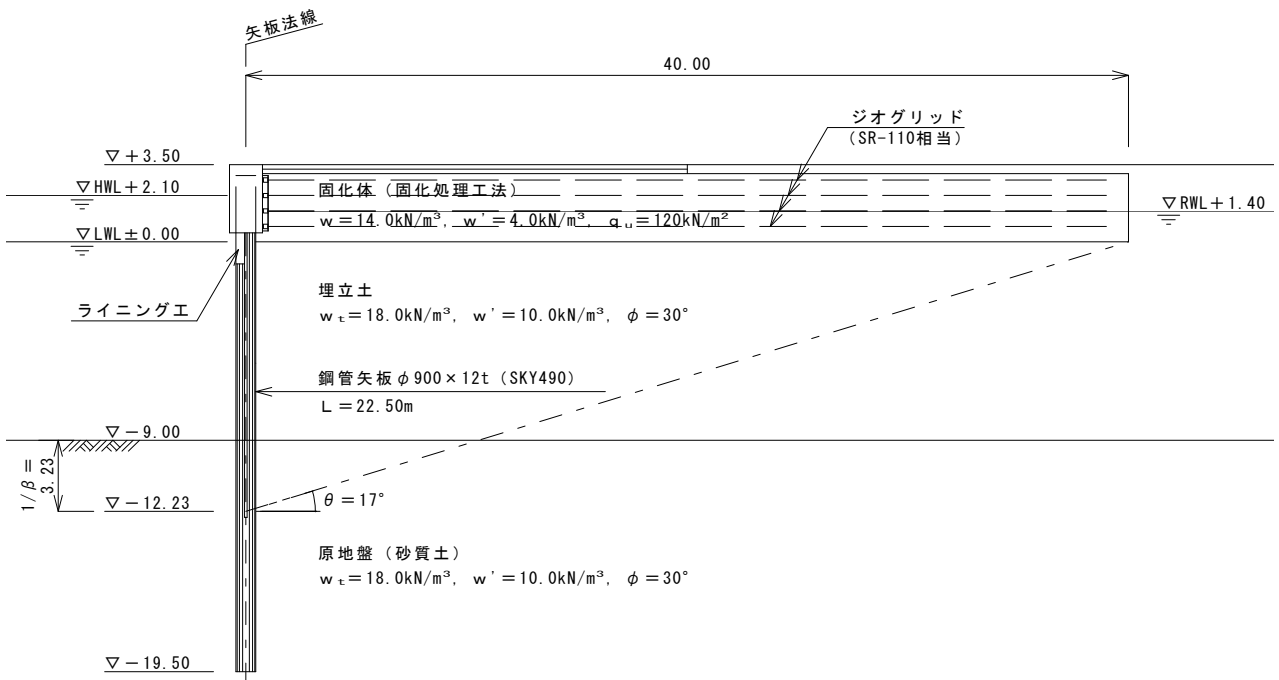 矢板法線
40.00
ジオグリッド
(SR-110相当)
▽+3.50
▽HWL+2.10
固化体（固化処理工法）
w=14.0kN/m³, w'=4.0kN/m³, qu=120kN/m²
▽RWL+1.40
▽LWL±0.00
埋立土
wt=18.0kN/m³, w'=10.0kN/m³, φ=30°
ライニング工
鋼管矢板φ900×12t (SKY490)
L=22.50m
▽-9.00
1/β=
3.23
▽-12.23
θ=17°
原地盤（砂質土）
wt=18.0kN/m³, w'=10.0kN/m³, φ=30°
▽-19.50